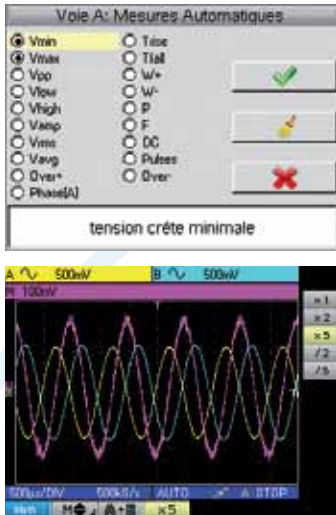 Voie A: Mesures Automatiques
Vmin
Vmax
Vpp
Vlow
Vhigh
Vamp
Vrms
Vavg
Over+
Phase(A)
Trise
Tfall
W+
W-
P
F
DC
Pulses
Over-
tension crête minimale
A 500mV B 500mV
M 100mV
x 1
x 2
x 5
/ 2
/ 5
500µs/DIV 500kS/s AUTO A STOP
x5